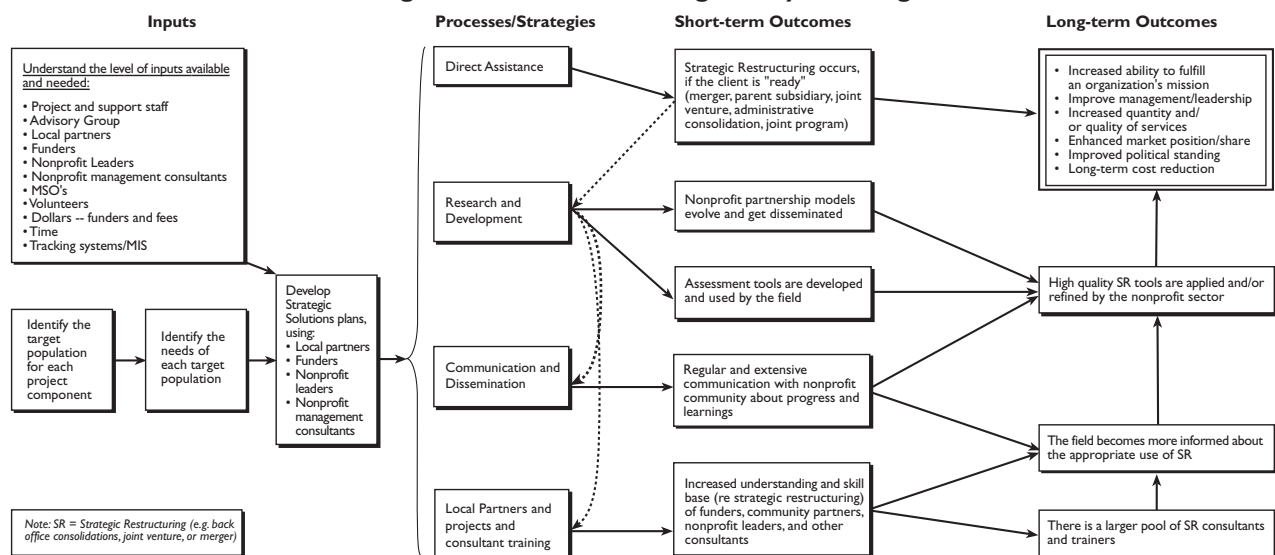 Inputs
Processes/Strategies
Short-term Outcomes
Long-term Outcomes
Understand the level of inputs available
and needed:
• Project and support staff
• Advisory Group
• Local partners
• Funders
• Nonprofit Leaders
• Nonprofit management consultants
• MSO's
• Volunteers
• Dollars -- funders and fees
• Time
• Tracking systems/MIS
Identify the
target
population
for each
project
component
Identify the
needs of
each target
population
Develop
Strategic
Solutions plans,
using:
• Local partners
• Funders
• Nonprofit
leaders
• Nonprofit
management
consultants
Note: SR = Strategic Restructuring (e.g. back
office consolidations, joint venture, or merger)
Direct Assistance
Research and
Development
Communication and
Dissemination
Local Partners and
projects and
consultant training
Strategic Restructuring occurs,
if the client is "ready"
(merger, parent subsidiary, joint
venture, administrative
consolidation, joint program)
Nonprofit partnership models
evolve and get disseminated
Assessment tools are developed
and used by the field
Regular and extensive
communication with nonprofit
community about progress and
learnings
Increased understanding and skill
base (re strategic restructuring)
of funders, community partners,
nonprofit leaders, and other
consultants
• Increased ability to fulfill
an organization's mission
• Improve management/leadership
• Increased quantity and/
or quality of services
• Enhanced market position/share
• Improved political standing
• Long-term cost reduction
High quality SR tools are applied and/or
refined by the nonprofit sector
The field becomes more informed about
the appropriate use of SR
There is a larger pool of SR consultants
and trainers